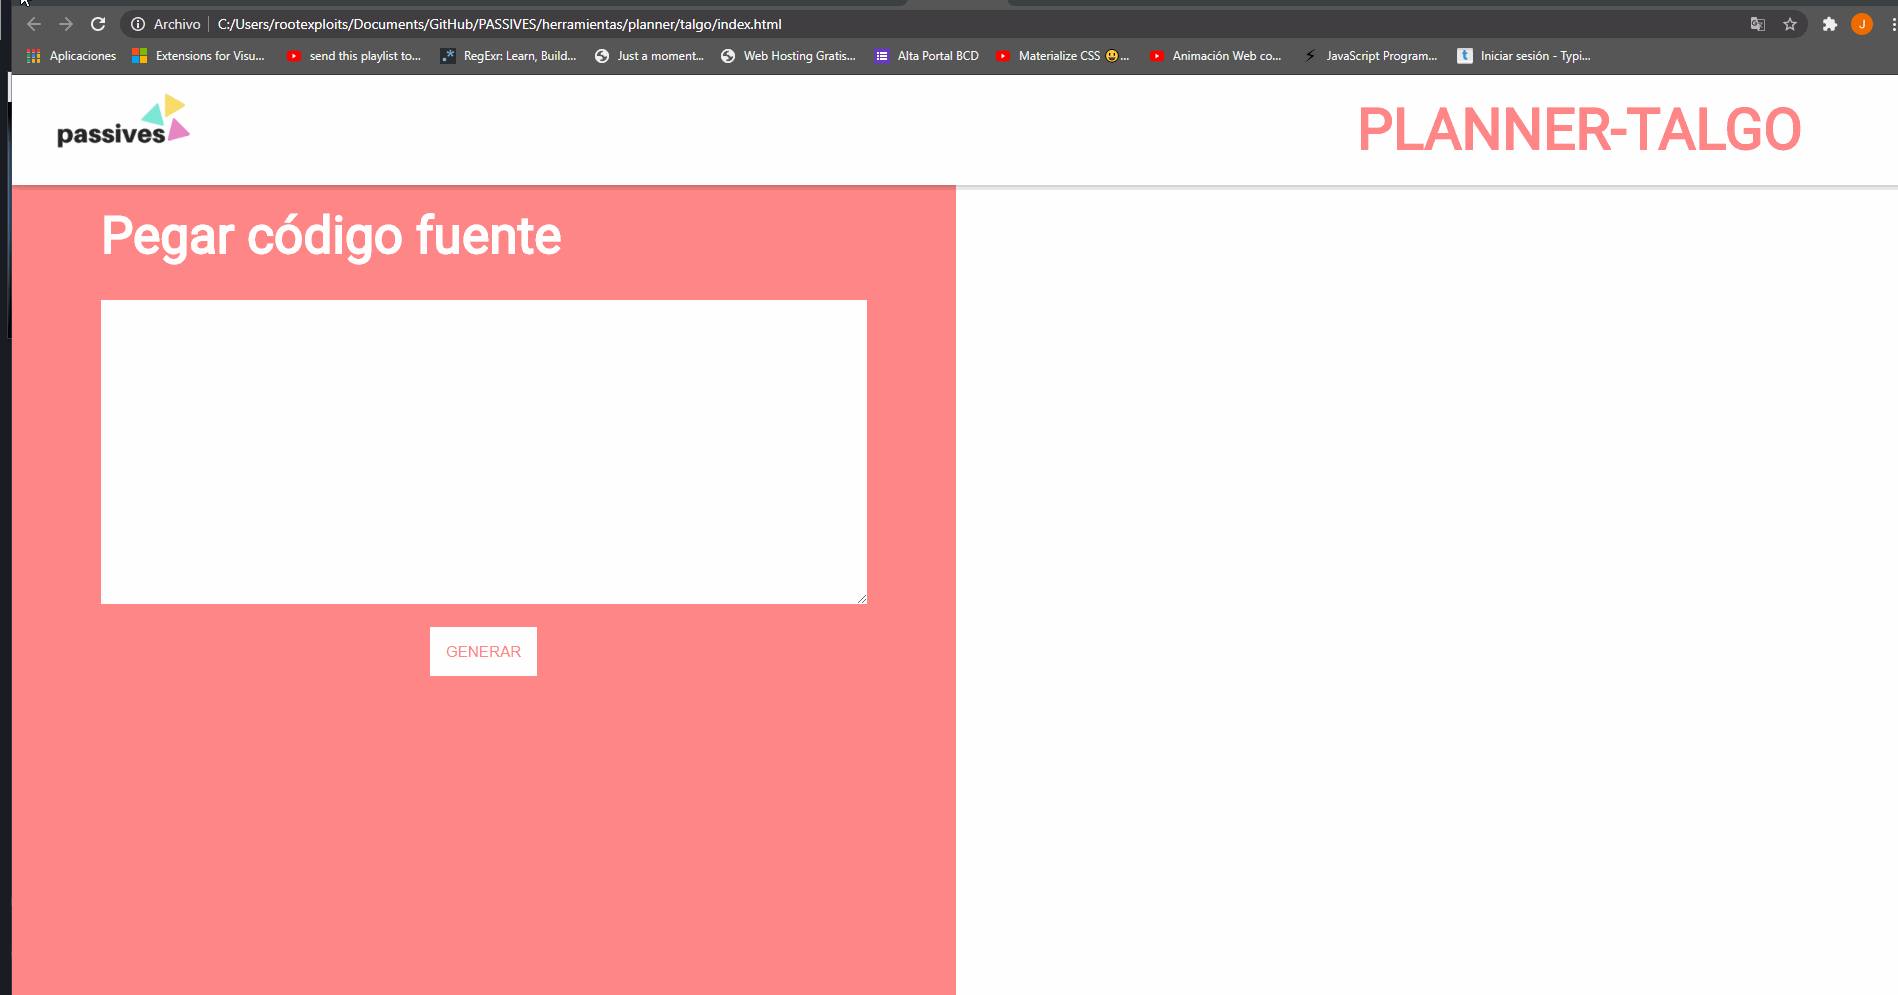 Archivo C:/Users/rootexploits/Documents/GitHub/PASSIVES/herramientas/planner/talgo/index.html J
Aplicaciones Extensions for Visu... send this playlist to... .* RegExr: Learn, Build... Just a moment... Web Hosting Gratis... Alta Portal BCD Materialize CSS 😃... Animación Web co... JavaScript Program... t Iniciar sesión - Typi...
passives PLANNER-TALGO
Pegar código fuente
GENERAR